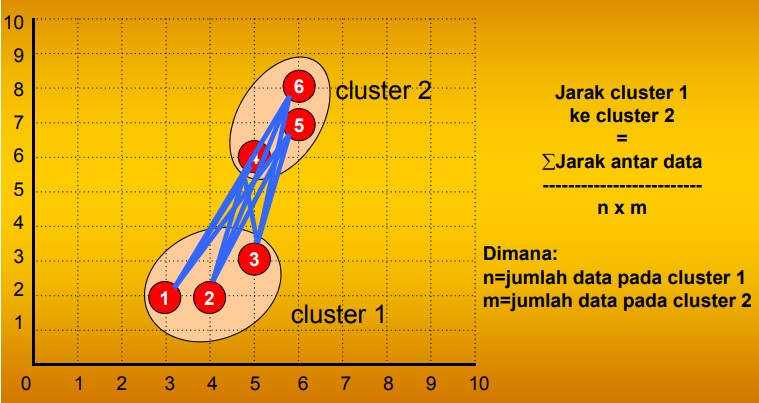 10
9
8
7
6
5
4
3
2
1
0 1 2 3 4 5 6 7 8 9 10
6
5
4
3
1 2
cluster 2
cluster 1
Jarak cluster 1
ke cluster 2
=
∑Jarak antar data
-------------------------
n x m
Dimana:
n=jumlah data pada cluster 1
m=jumlah data pada cluster 2